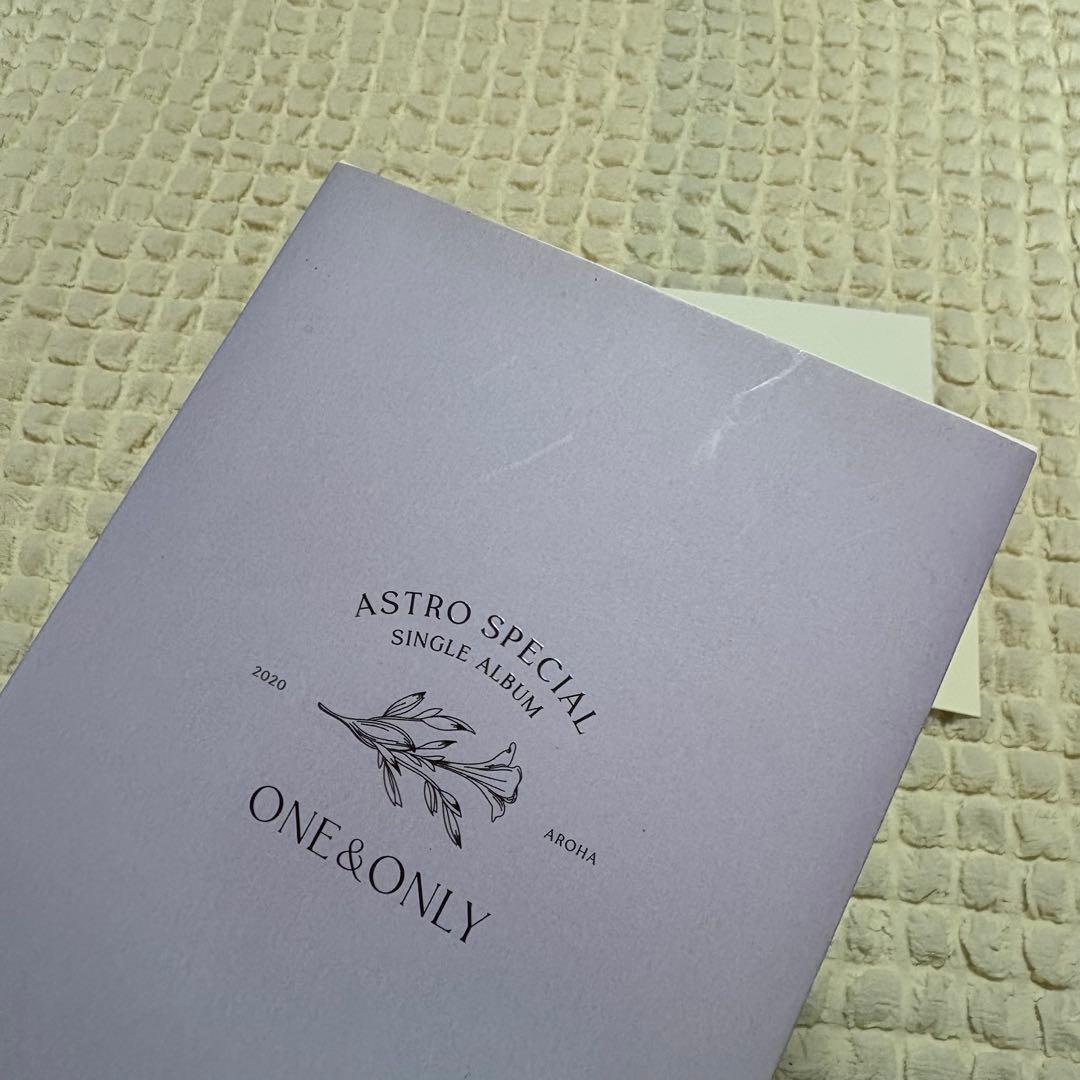 ASTRO SPECIAL
SINGLE ALBUM
2020
AROHA
ONE&ONLY